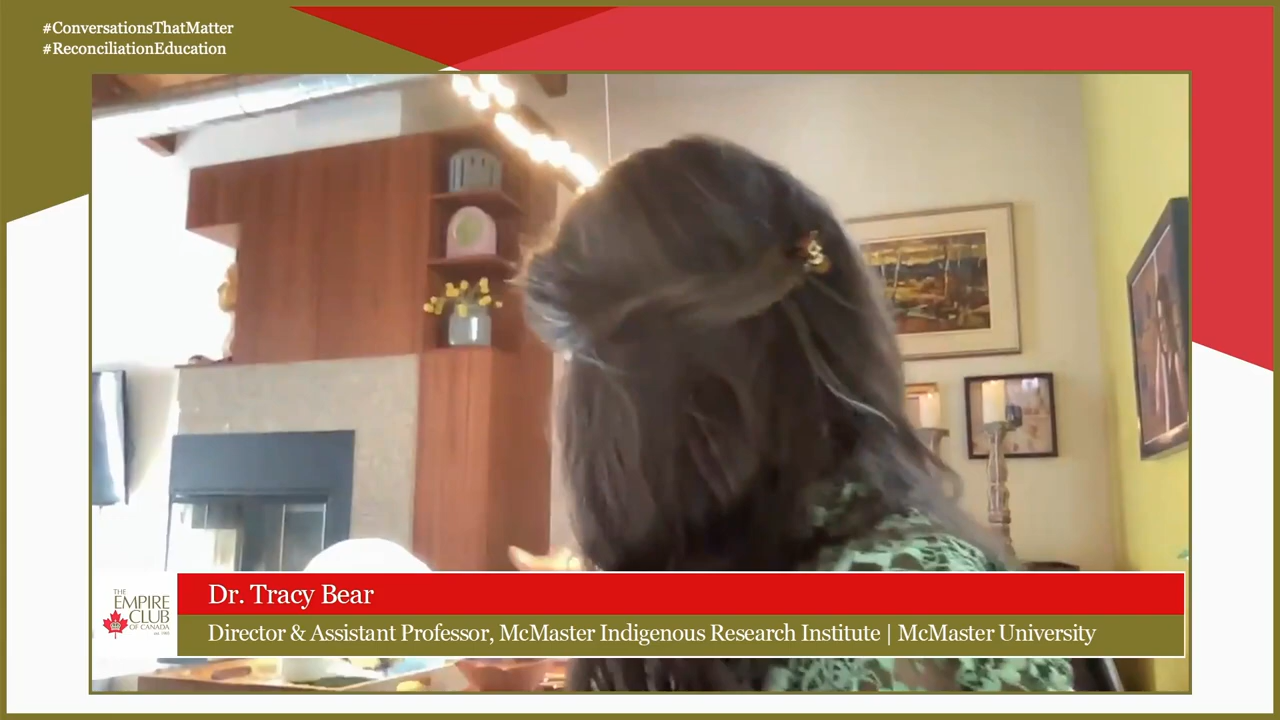 #ConversationsThatMatter
#ReconciliationEducation
Dr. Tracy Bear
THE
EMPIRE
CLUB
OF CANADA
Director & Assistant Professor, McMaster Indigenous Research Institute | McMaster University